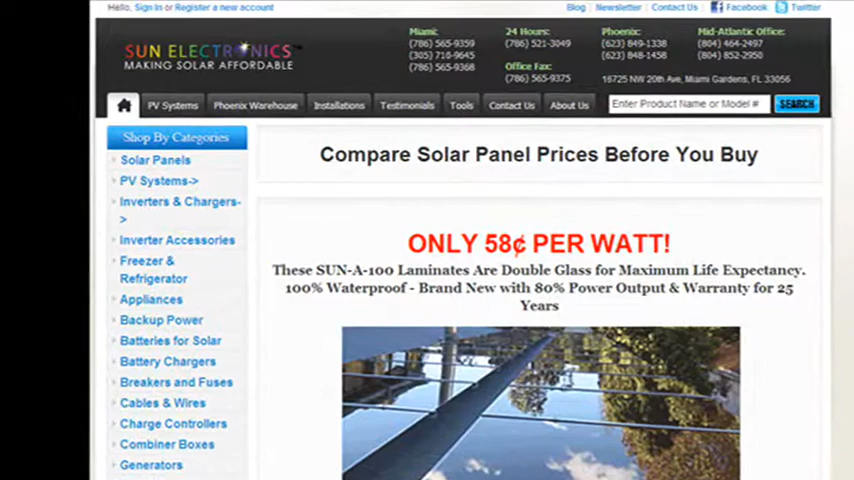 Hello, Sign In or Register a new account
Blog Newsletter Contact Us Facebook Twitter
SUN ELECTRONICS™
MAKING SOLAR AFFORDABLE
Miami:
(786) 565-9359
(305) 710-9645
(786) 565-9368
24 Hours:
(786) 521-3049
Office Fax:
(786) 565-9375
Phoenix:
(623) 849-1338
(623) 848-1458
Mid-Atlantic Office:
(804) 464-2497
(804) 852-2950
16725 NW 20th Ave, Miami Gardens, FL 33056
PV Systems Phoenix Warehouse Installations Testimonials Tools Contact Us About Us
Enter Product Name or Model # SEARCH
Shop By Categories
Solar Panels
PV Systems->
Inverters & Chargers-
>
Inverter Accessories
Freezer &
Refrigerator
Appliances
Backup Power
Batteries for Solar
Battery Chargers
Breakers and Fuses
Cables & Wires
Charge Controllers
Combiner Boxes
Generators
Compare Solar Panel Prices Before You Buy
ONLY 58¢ PER WATT!
These SUN-A-100 Laminates Are Double Glass for Maximum Life Expectancy.
100% Waterproof - Brand New with 80% Power Output & Warranty for 25
Years